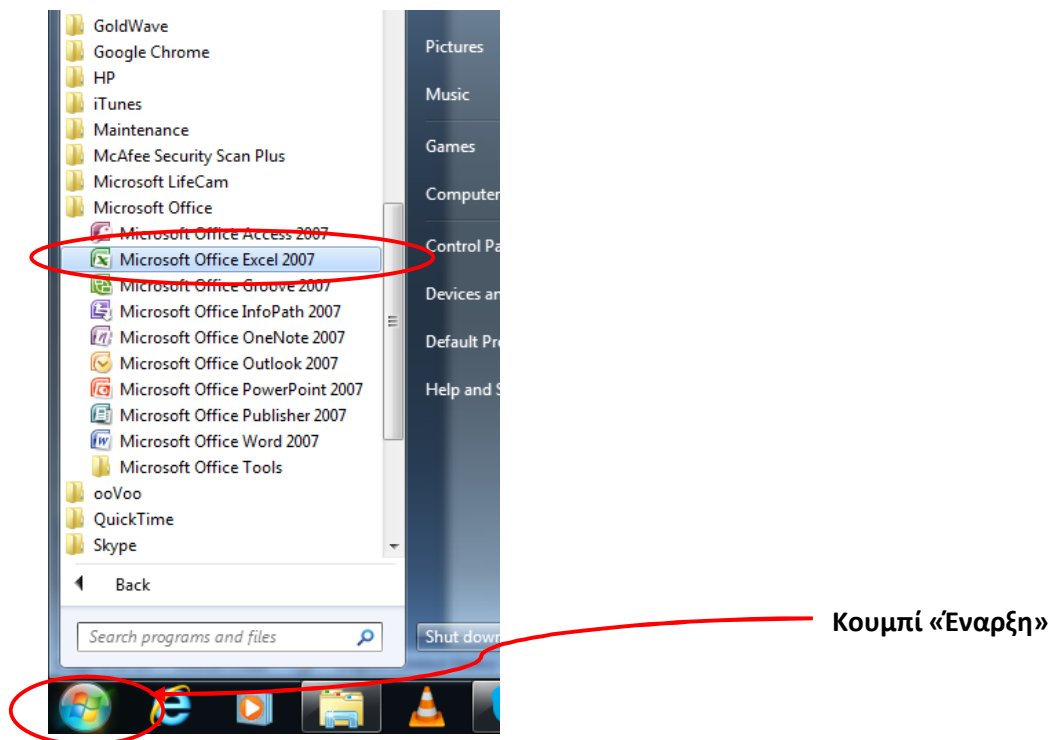 GoldWave
Google Chrome
HP
iTunes
Maintenance
McAfee Security Scan Plus
Microsoft LifeCam
Microsoft Office
Microsoft Office Access 2007
Microsoft Office Excel 2007
Microsoft Office Groove 2007
Microsoft Office InfoPath 2007
Microsoft Office OneNote 2007
Microsoft Office Outlook 2007
Microsoft Office PowerPoint 2007
Microsoft Office Publisher 2007
Microsoft Office Word 2007
Microsoft Office Tools
ooVoo
QuickTime
Skype
Back
Search programs and files
Pictures
Music
Games
Computer
Control Pa
Devices an
Default Pr
Help and S
Shut down
Κουμπί «Έναρξη»